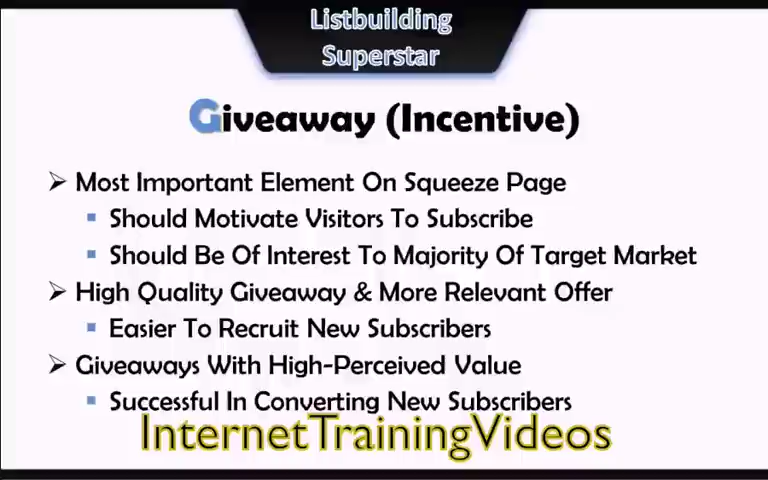 Listbuilding
Superstar
Giveaway (Incentive)
Most Important Element On Squeeze Page
Should Motivate Visitors To Subscribe
Should Be Of Interest To Majority Of Target Market
High Quality Giveaway & More Relevant Offer
Easier To Recruit New Subscribers
Giveaways With High-Perceived Value
Successful In Converting New Subscribers
InternetTrainingVideos